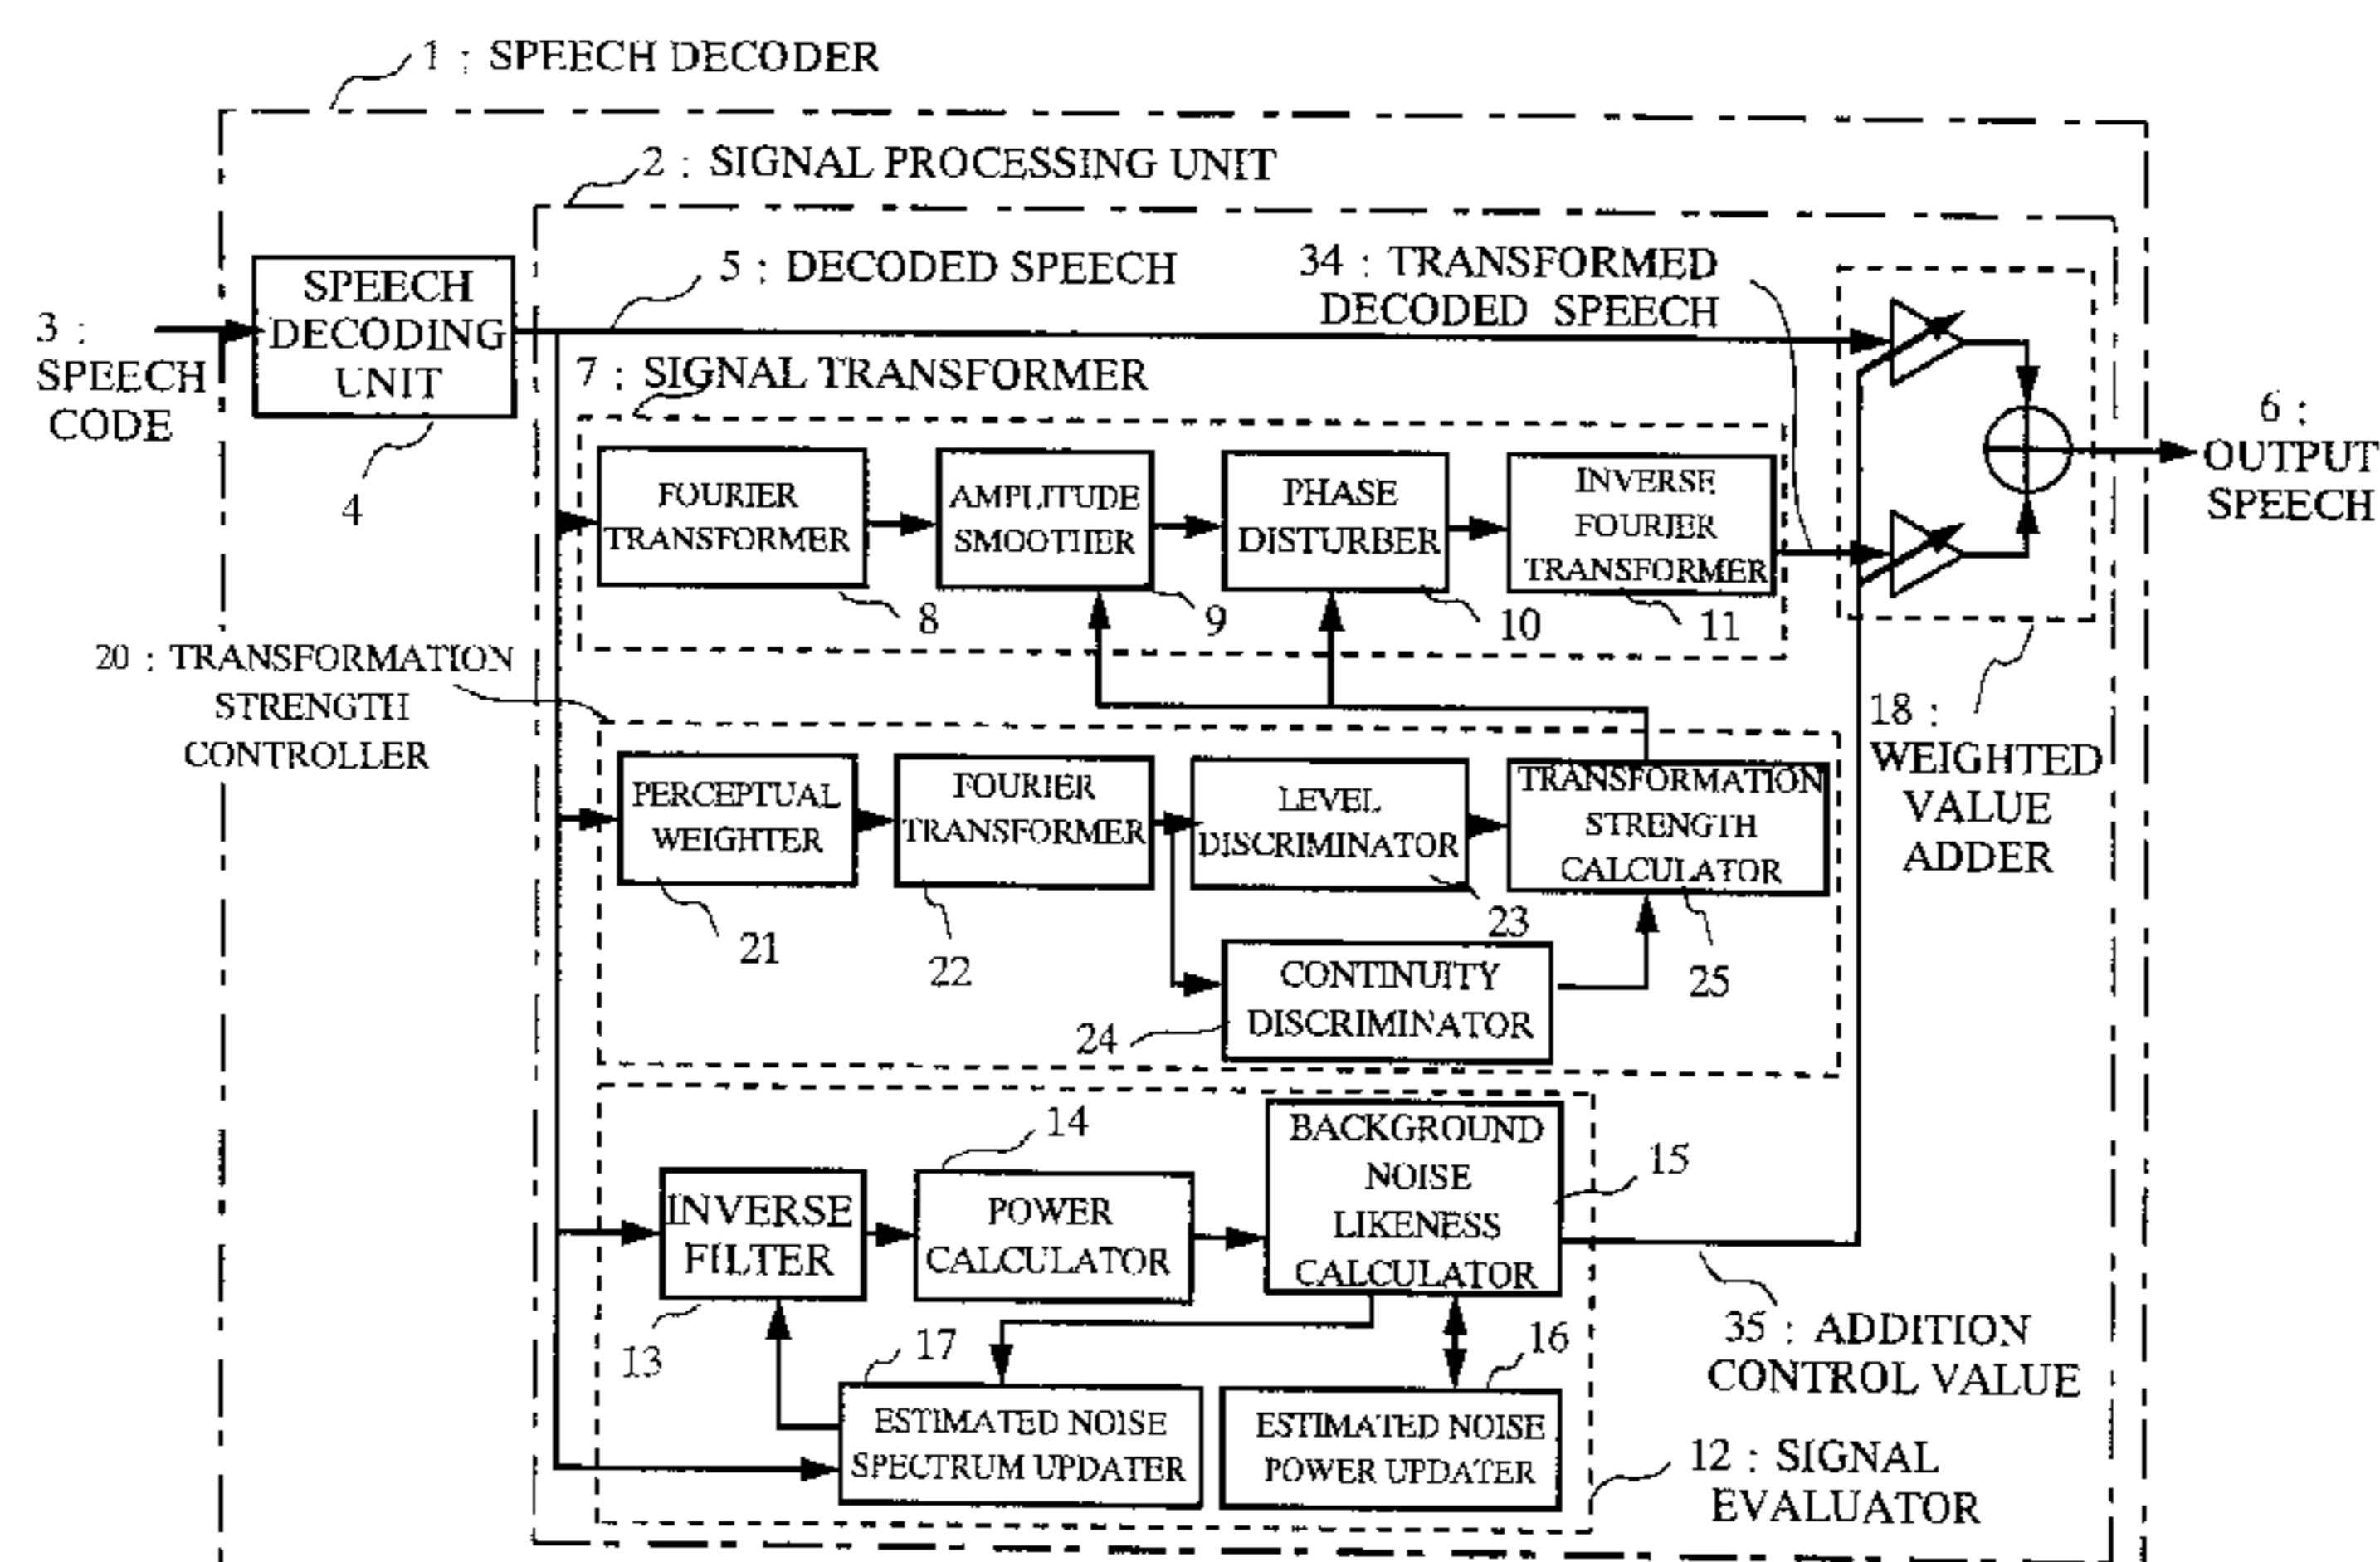 1 : SPEECH DECODER
2 : SIGNAL PROCESSING UNIT
3 :
SPEECH
CODE
SPEECH
DECODING
UNIT
4
5 : DECODED SPEECH
34 : TRANSFORMED
DECODED SPEECH
6 :
OUTPUT
SPEECH
7 : SIGNAL TRANSFORMER
FOURIER
TRANSFORMER
8
AMPLITUDE
SMOOTHER
9
PHASE
DISTURBER
10
INVERSE
FOURIER
TRANSFORMER
11
18 :
WEIGHTED
VALUE
ADDER
20 : TRANSFORMATION
STRENGTH
CONTROLLER
PERCEPTUAL
WEIGHTER
21
FOURIER
TRANSFORMER
22
LEVEL
DISCRIMINATOR
23
TRANSFORMATION
STRENGTH
CALCULATOR
25
CONTINUITY
DISCRIMINATOR
24
INVERSE
FILTER
13
14
POWER
CALCULATOR
BACKGROUND
NOISE
LIKENESS
CALCULATOR
15
17
ESTIMATED NOISE
SPECTRUM UPDATER
16
ESTIMATED NOISE
POWER UPDATER
35 : ADDITION
CONTROL VALUE
12 : SIGNAL
EVALUATOR